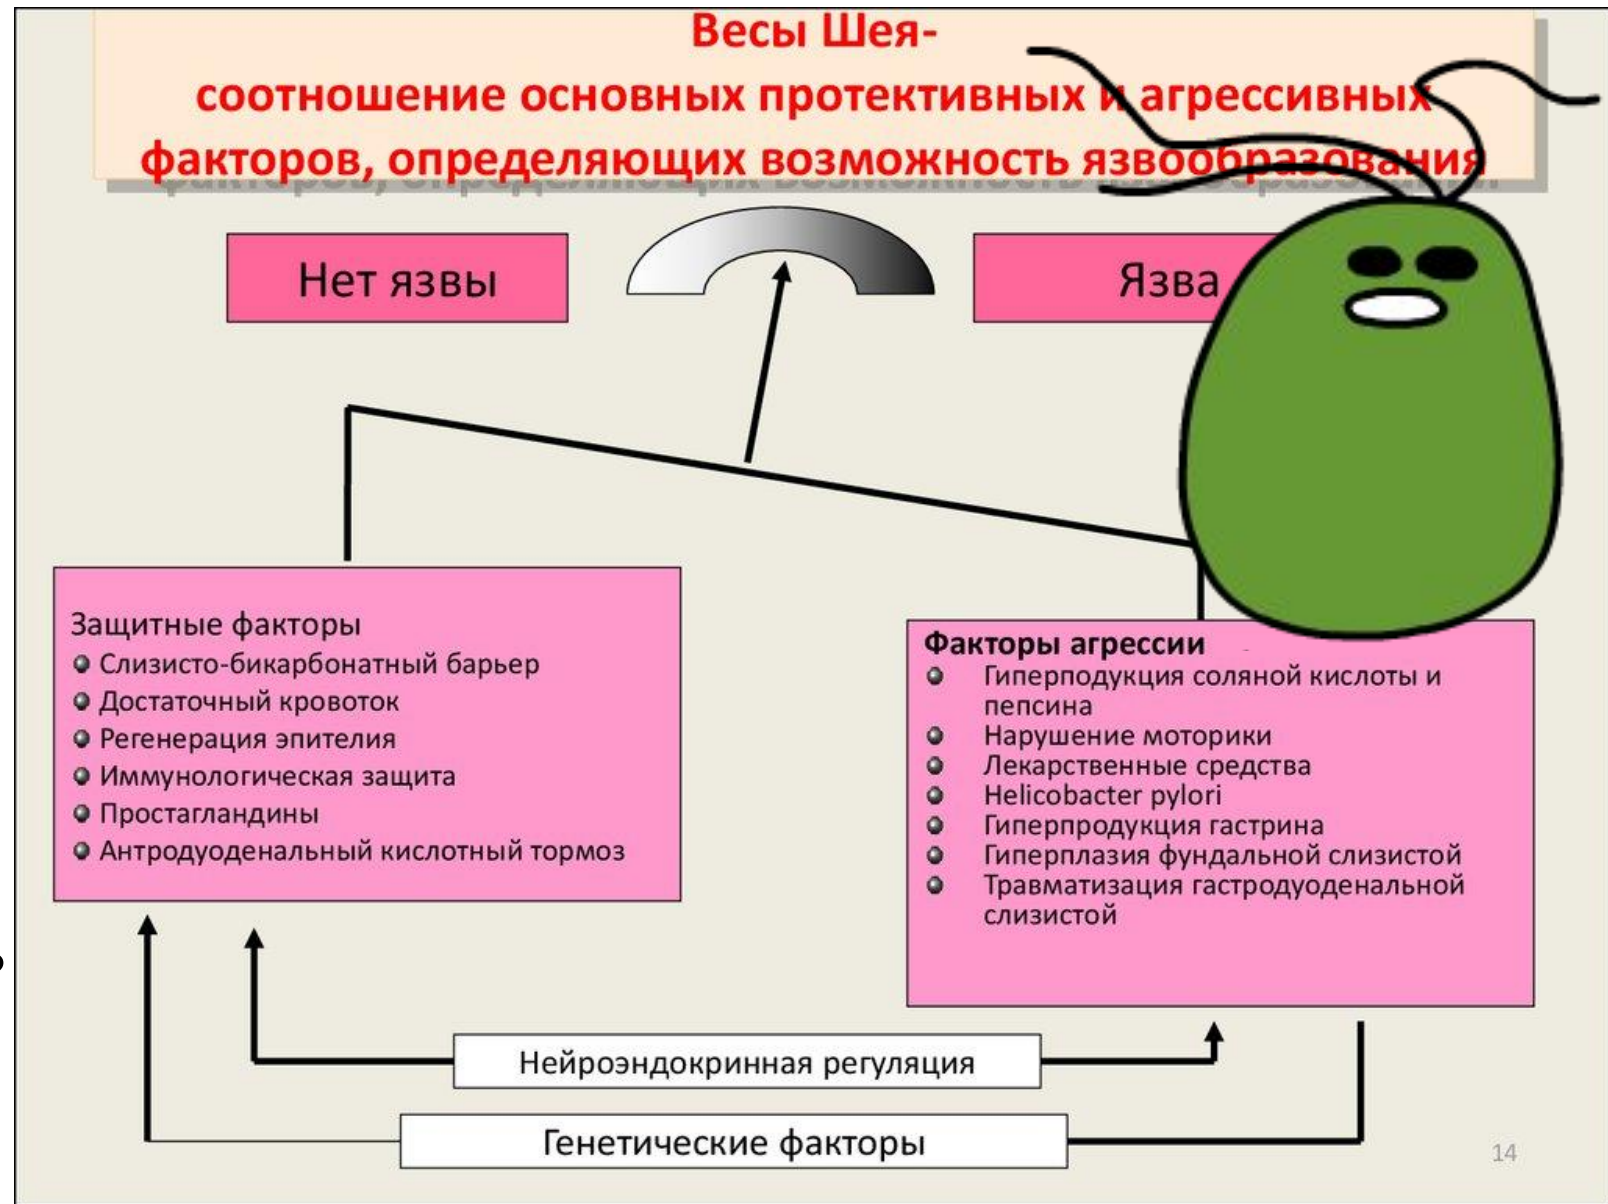 Весы Шея-
соотношение основных протективных и агрессивных
факторов, определяющих возможность язвообразования
Нет язвы
Язва
Защитные факторы
Слизисто-бикарбонатный барьер
Достаточный кровоток
Регенерация эпителия
Иммунологическая защита
Простагландины
Антродуоденальный кислотный тормоз
Факторы агрессии
Гиперподукция соляной кислоты и
пепсина
Нарушение моторики
Лекарственные средства
Helicobacter pylori
Гиперпродукция гастрина
Гиперплазия фундальной слизистой
Травматизация гастродуоденальной
слизистой
Нейроэндокринная регуляция
Генетические факторы
14